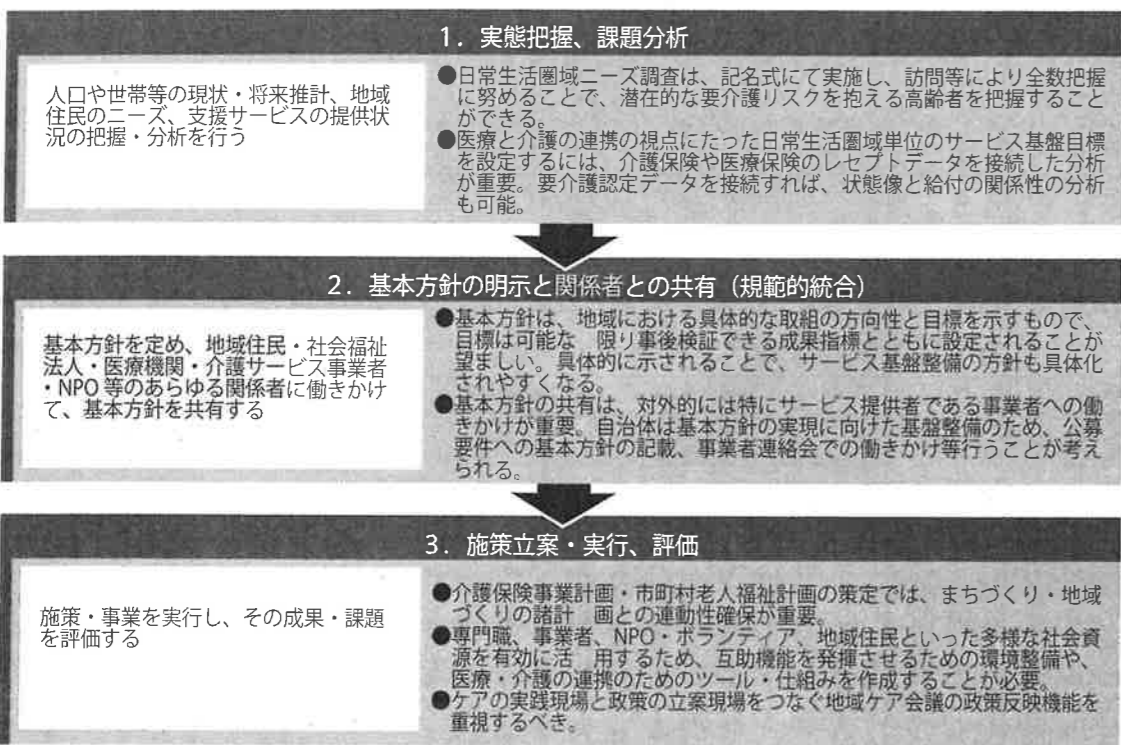 1．実態把握、課題分析
人口や世帯等の現状・将来推計、地域
住民のニーズ、支援サービスの提供状
況の把握・分析を行う
●日常生活圏域ニーズ調査は、記名式にて実施し、訪問等により全数把握
に努めることで、潜在的な要介護リスクを抱える高齢者を把握すること
ができる。
●医療と介護の連携の視点にたった日常生活圏域単位のサービス基盤目標
を設定するには、介護保険や医療保険のレセプトデータを接続した分析
が重要。要介護認定データを接続すれば、状態像と給付の関係性の分析
も可能。
2．基本方針の明示と関係者との共有（規範的統合）
基本方針を定め、地域住民・社会福祉
法人・医療機関・介護サービス事業者
・NPO 等のあらゆる関係者に働きかけ
て、基本方針を共有する
●基本方針は、地域における具体的な取組の方向性と目標を示すもので、
目標は可能な　限り事後検証できる成果指標とともに設定されることが
望ましい。具体的に示されることで、サービス基盤整備の方針も具体化
されやすくなる。
●基本方針の共有は、対外的には特にサービス提供者である事業者への働
きかけが重要。自治体は基本方針の実現に向けた基盤整備のため、公募
要件への基本方針の記載、事業者連絡会での働きかけ等行うことが考え
られる。
3．施策立案・実行、評価
施策・事業を実行し、その成果・課題
を評価する
●介護保険事業計画・市町村老人福祉計画の策定では、まちづくり・地域
づくりの諸計　画との連動性確保が重要。
●専門職、事業者、NPO・ボランティア、地域住民といった多様な社会資
源を有効に活　用するため、互助機能を発揮させるための環境整備や、
医療・介護の連携のためのツール・仕組みを作成することが必要。
●ケアの実践現場と政策の立案現場をつなぐ地域ケア会議の政策反映機能を
重視するべき。